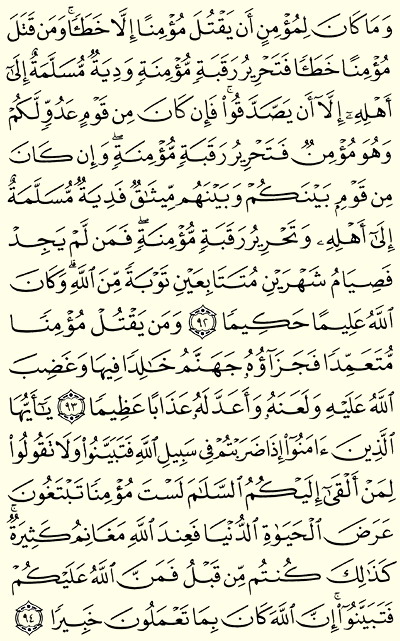 وَمَا كَانَ لِمُؤْمِنٍ أَن يَقْتُلَ مُؤْمِنًا إِلَّا خَطَـًٔا ۚ وَمَن قَتَلَ
مُؤْمِنًا خَطَـًٔا فَتَحْرِيرُ رَقَبَةٍ مُّؤْمِنَةٍ وَدِيَةٌ مُّسَلَّمَةٌ إِلَىٰٓ
أَهْلِهِۦٓ إِلَّآ أَن يَصَّدَّقُوا۟ ۚ فَإِن كَانَ مِن قَوْمٍ عَدُوٍّ لَّكُمْ
وَهُوَ مُؤْمِنٌ فَتَحْرِيرُ رَقَبَةٍ مُّؤْمِنَةٍ ۖ وَإِن كَانَ
مِن قَوْمٍۭ بَيْنَكُمْ وَبَيْنَهُم مِّيثَٰقٌ فَدِيَةٌ مُّسَلَّمَةٌ
إِلَىٰٓ أَهْلِهِۦ وَتَحْرِيرُ رَقَبَةٍ مُّؤْمِنَةٍ ۖ فَمَن لَّمْ يَجِدْ
فَصِيَامُ شَهْرَيْنِ مُتَتَابِعَيْنِ تَوْبَةً مِّنَ ٱللَّهِ ۗ وَكَانَ
ٱللَّهُ عَلِيمًا حَكِيمًا ۝٩٢ وَمَن يَقْتُلْ مُؤْمِنًا
مُّتَعَمِّدًا فَجَزَآؤُهُۥ جَهَنَّمُ خَٰلِدًا فِيهَا وَغَضِبَ
ٱللَّهُ عَلَيْهِ وَلَعَنَهُۥ وَأَعَدَّ لَهُۥ عَذَابًا عَظِيمًا ۝٩٣ يَٰٓأَيُّهَا
ٱلَّذِينَ ءَامَنُوٓا۟ إِذَا ضَرَبْتُمْ فِى سَبِيلِ ٱللَّهِ فَتَبَيَّنُوا۟ وَلَا تَقُولُوا۟
لِمَنْ أَلْقَىٰٓ إِلَيْكُمُ ٱلسَّلَٰمَ لَسْتَ مُؤْمِنًا تَبْتَغُونَ
عَرَضَ ٱلْحَيَوٰةِ ٱلدُّنْيَا فَعِندَ ٱللَّهِ مَغَانِمُ كَثِيرَةٌ ۚ
كَذَٰلِكَ كُنتُم مِّن قَبْلُ فَمَنَّ ٱللَّهُ عَلَيْكُمْ
فَتَبَيَّنُوٓا۟ ۚ إِنَّ ٱللَّهَ كَانَ بِمَا تَعْمَلُونَ خَبِيرًا ۝٩٤